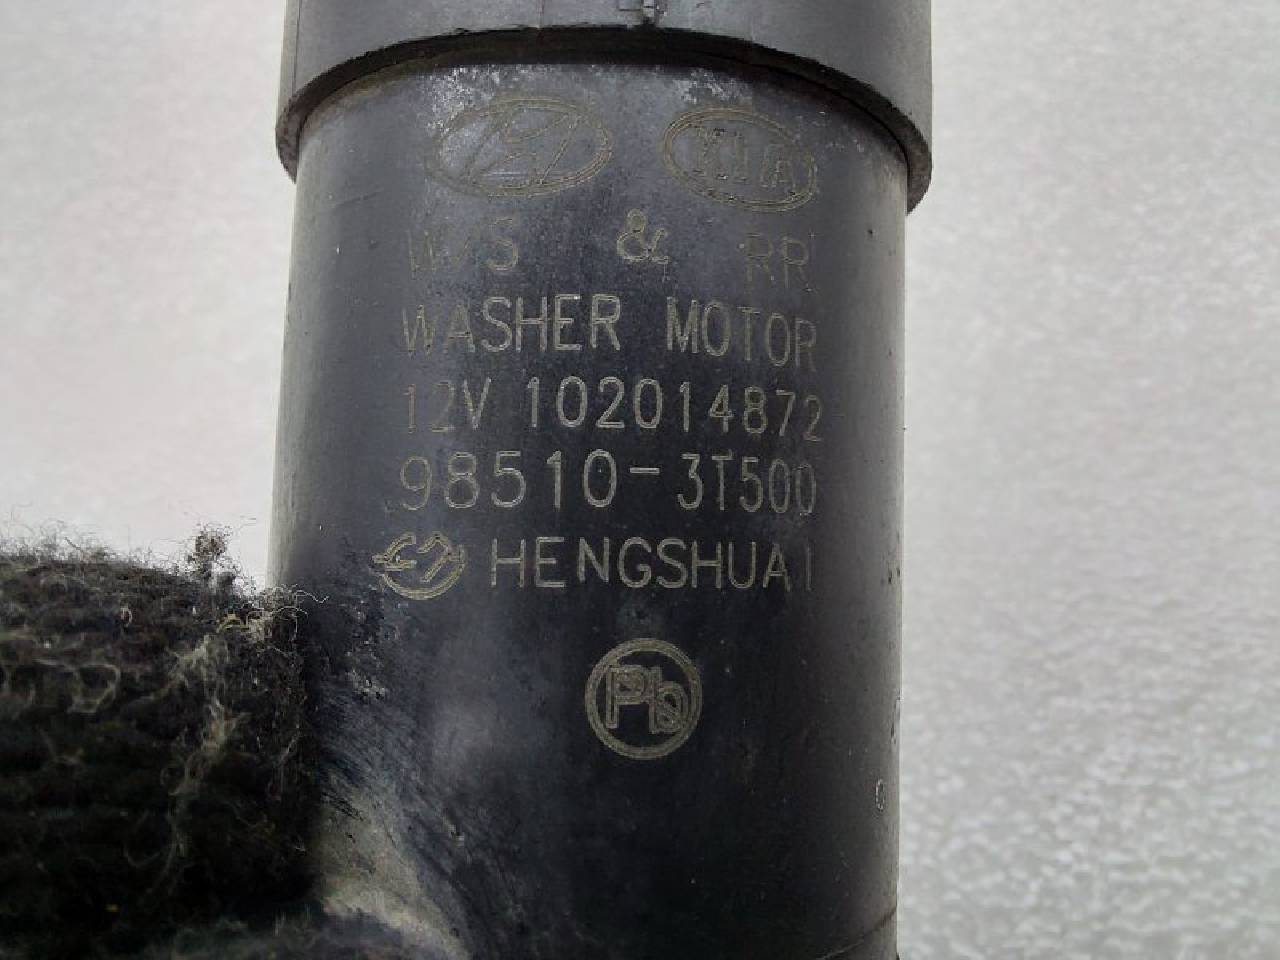 KIA
W/S & RR
WASHER MOTOR
12V 102014872
98510-3T500
HENGSHUAI
Pb